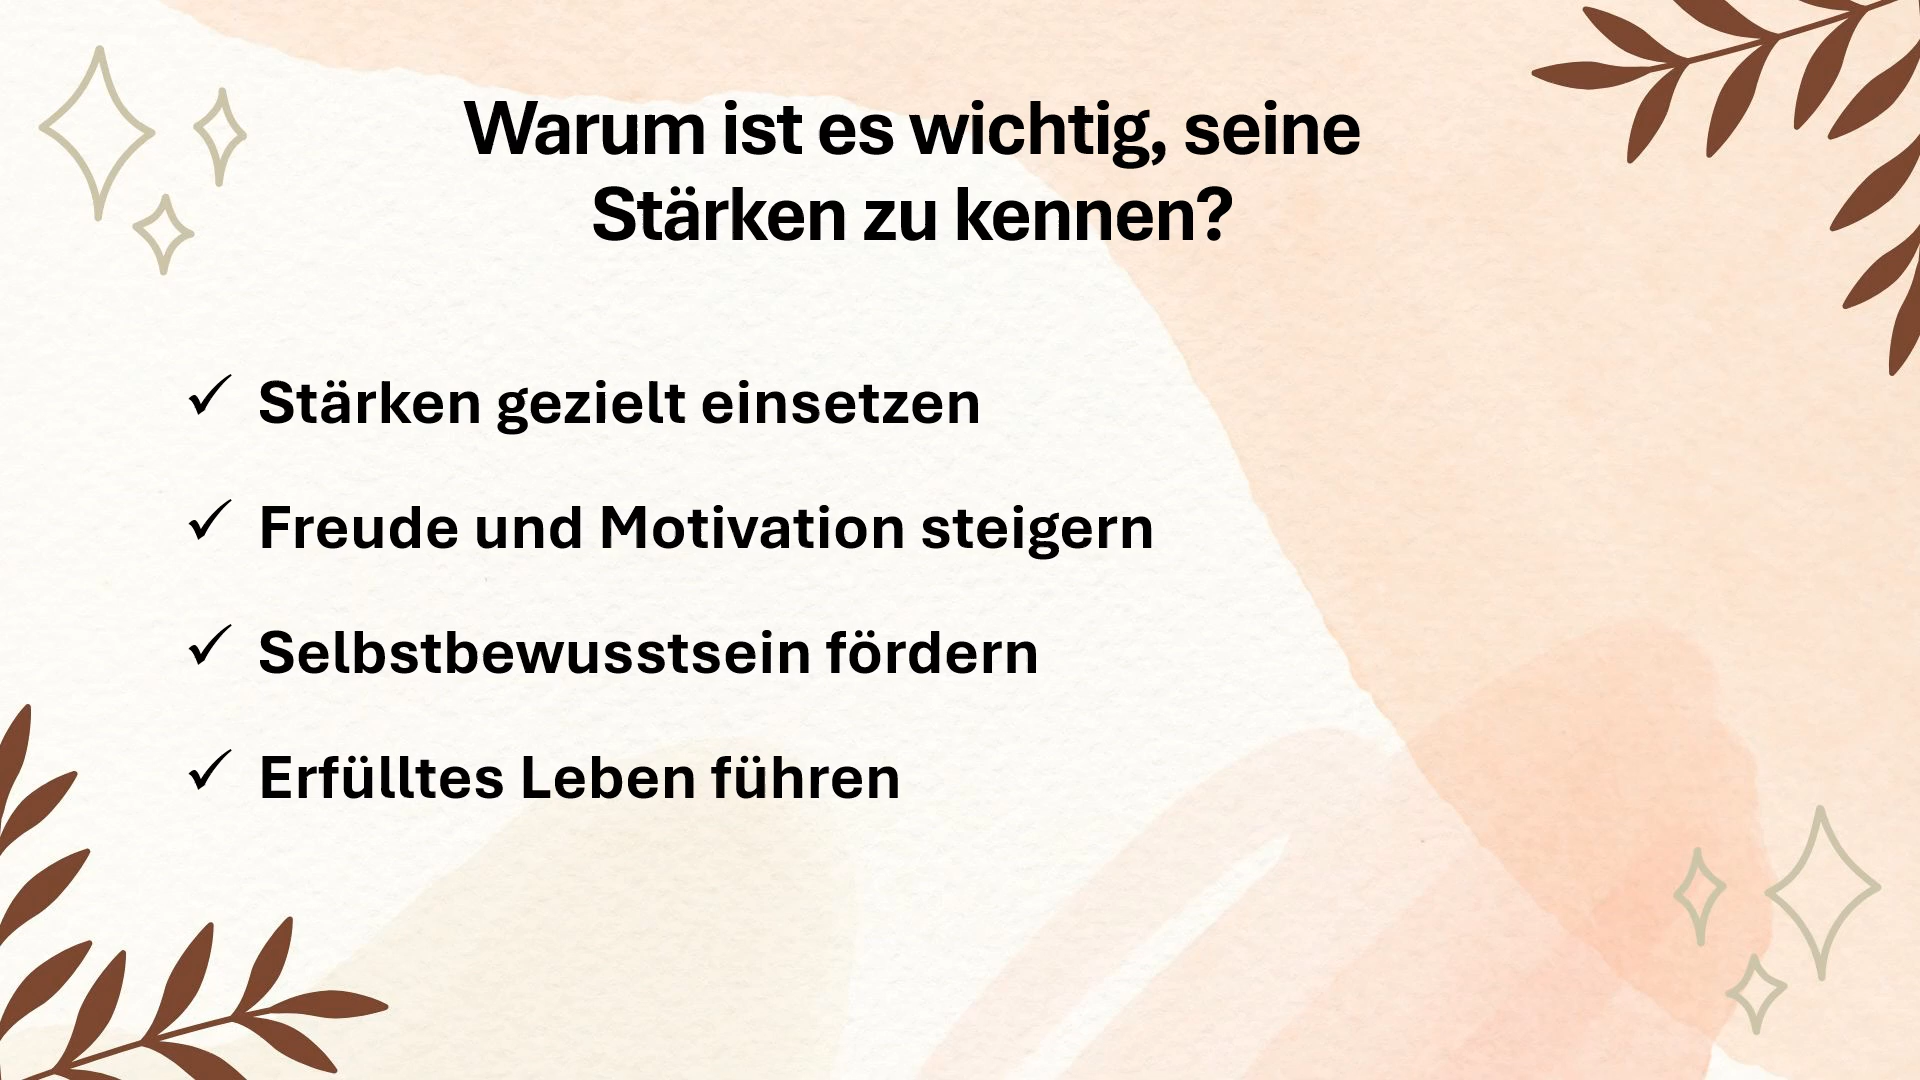 Warum ist es wichtig, seine
Stärken zu kennen?
✓ Stärken gezielt einsetzen
✓ Freude und Motivation steigern
✓ Selbstbewusstsein fördern
✓ Erfülltes Leben führen